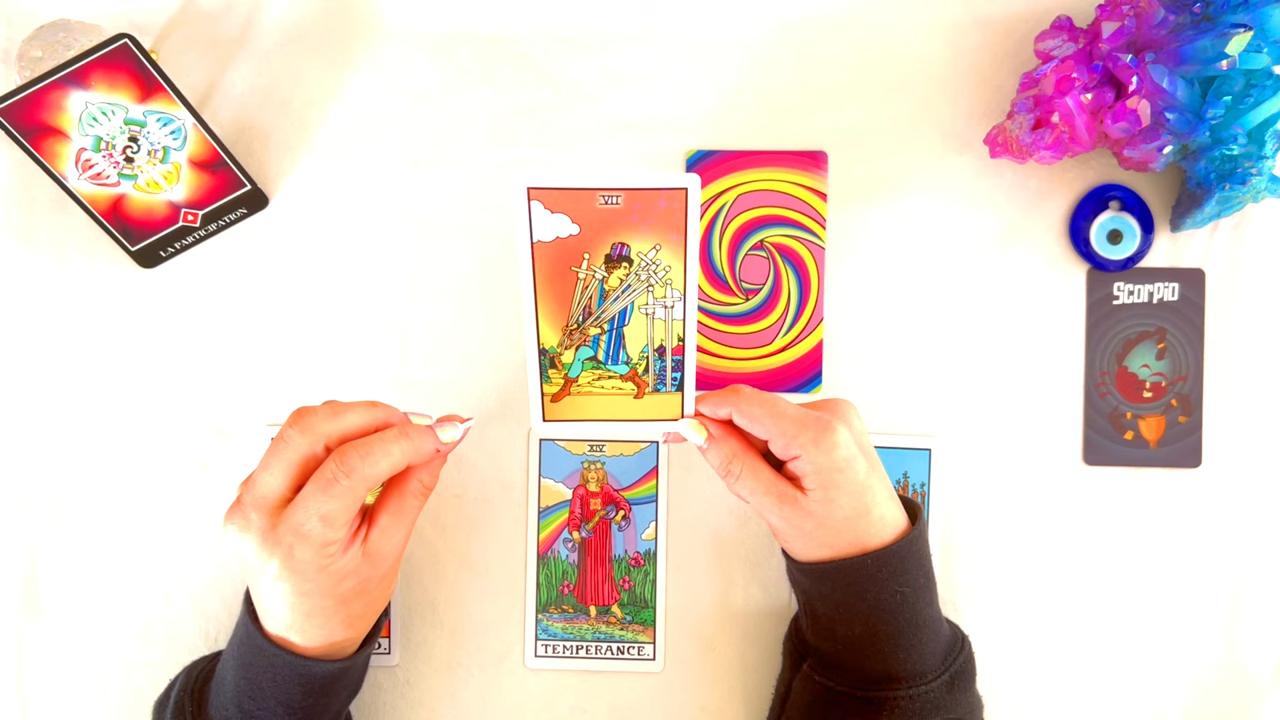 LA PARTICIPATION
VII
Scorpio
XIV
TEMPERANCE.
D.